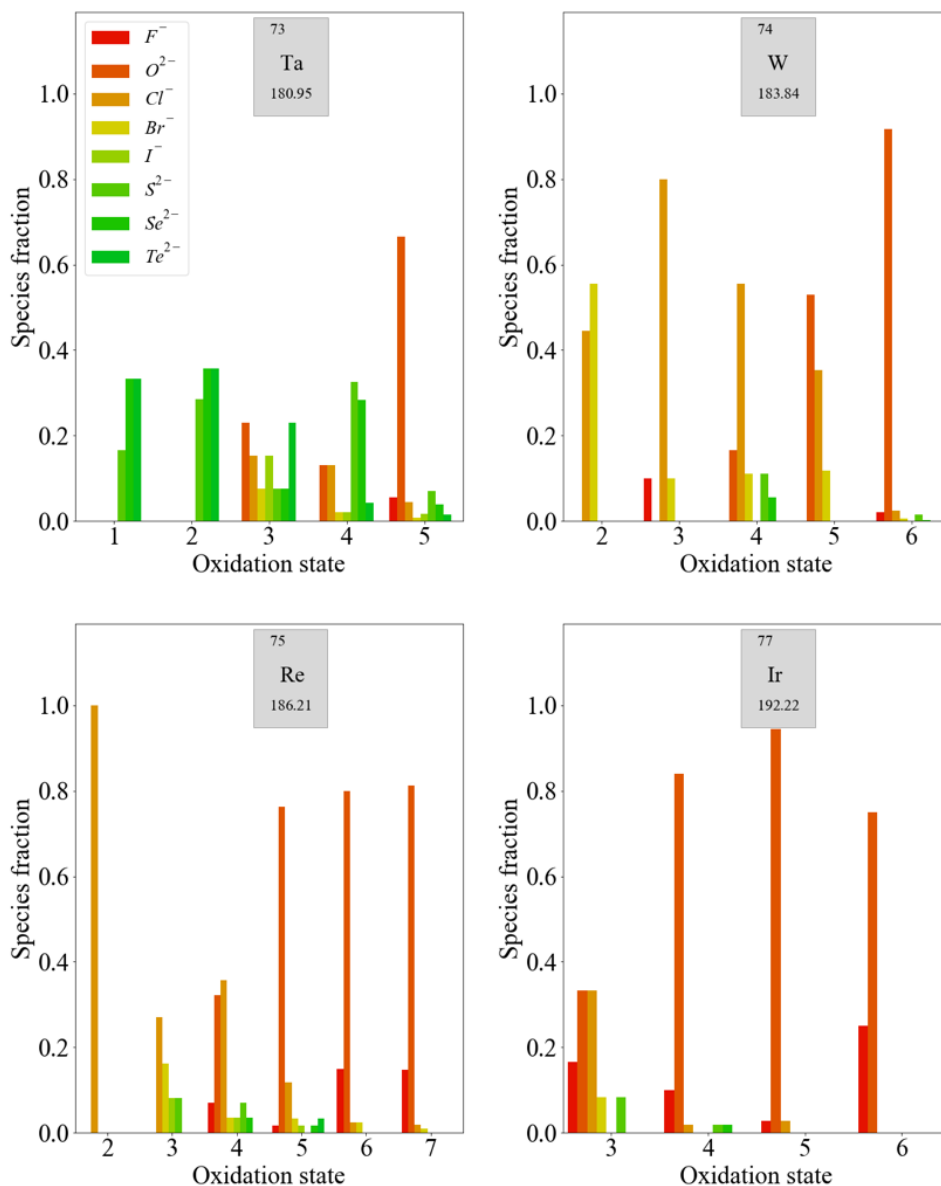 73
Ta
180.95
F−
O2−
Cl−
Br−
I−
S2−
Se2−
Te2−
1.0
0.8
0.6
0.4
0.2
0.0
Species fraction
1 2 3 4 5
Oxidation state
74
W
183.84
1.0
0.8
0.6
0.4
0.2
0.0
Species fraction
2 3 4 5 6
Oxidation state
75
Re
186.21
1.0
0.8
0.6
0.4
0.2
0.0
Species fraction
2 3 4 5 6 7
Oxidation state
77
Ir
192.22
1.0
0.8
0.6
0.4
0.2
0.0
Species fraction
3 4 5 6
Oxidation state